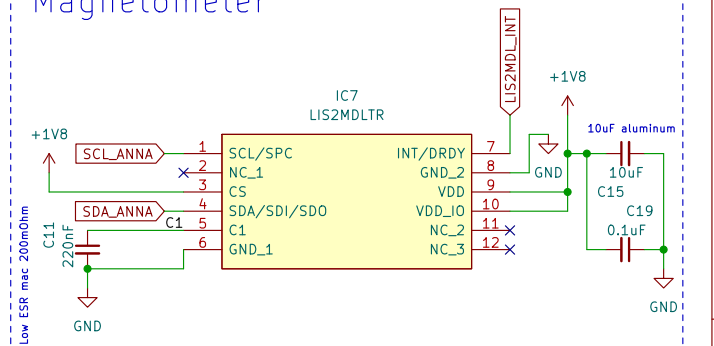 Magnetometer
IC7
LIS2MDLTR
LIS2MDL_INT
+1V8
10uF aluminum
+1V8
SCL_ANNA
1
SCL/SPC
INT/DRDY
7
2
NC_1
GND_2
8
GND
10uF
3
CS
VDD
9
C15
SDA_ANNA
4
SDA/SDI/SDO
VDD_IO
10
C19
C1
5
C1
NC_2
11
0.1uF
C11
220nF
6
GND_1
NC_3
12
GND
GND
Low ESR mac 200mOhm